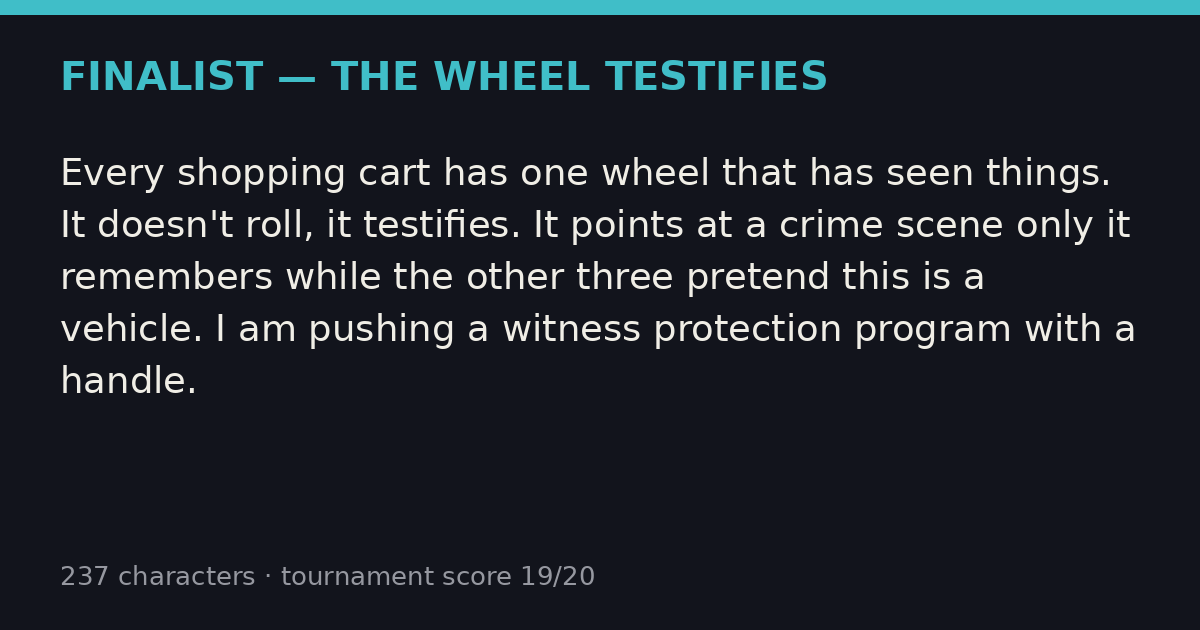 FINALIST — THE WHEEL TESTIFIES
Every shopping cart has one wheel that has seen things.
It doesn't roll, it testifies. It points at a crime scene only it
remembers while the other three pretend this is a
vehicle. I am pushing a witness protection program with a
handle.
237 characters · tournament score 19/20